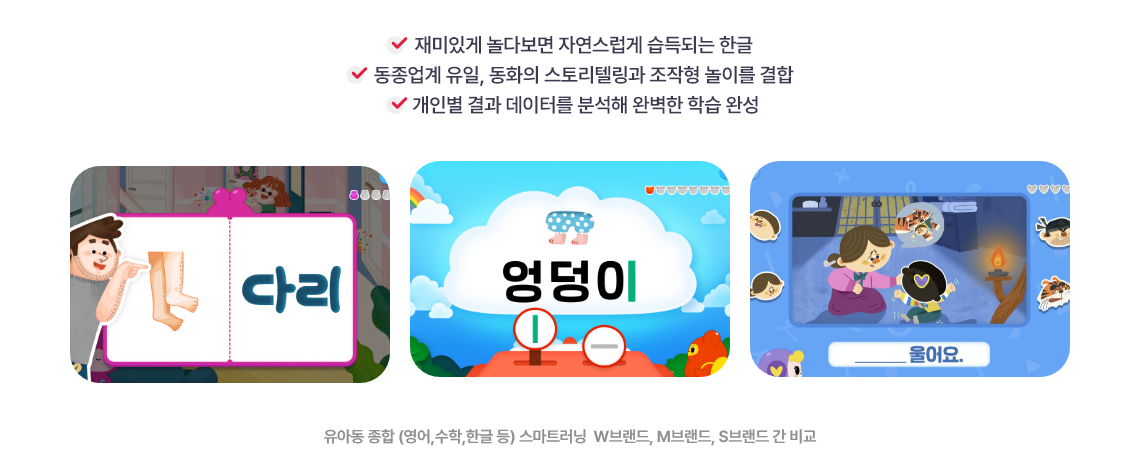 재미있게 놀다보면 자연스럽게 습득되는 한글
동종업계 유일, 동화의 스토리텔링과 조작형 놀이를 결합
개인별 결과 데이터를 분석해 완벽한 학습 완성
다리
엉덩이
ㅣ ㅡ
______ 울어요.
유아동 종합 (영어,수학,한글 등) 스마트러닝 W브랜드, M브랜드, S브랜드 간 비교